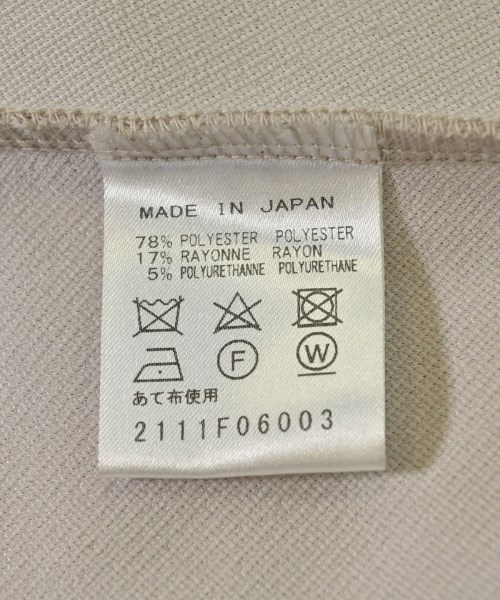 MADE IN JAPAN
78% POLYESTER POLYESTER
17% RAYONNE RAYON
5% POLYURETHANNE POLYURETHANE
F W
あて布使用
2111F06003